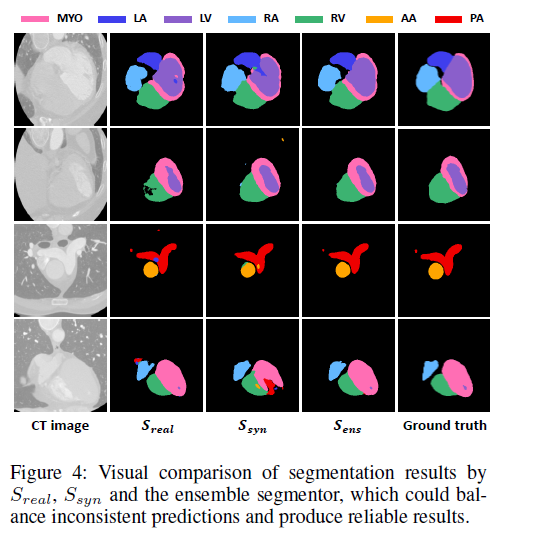 MYO LA LV RA RV AA PA
CT image S_real S_syn S_ens Ground truth
Figure 4: Visual comparison of segmentation results by
S_real, S_syn and the ensemble segmentor, which could bal-
ance inconsistent predictions and produce reliable results.